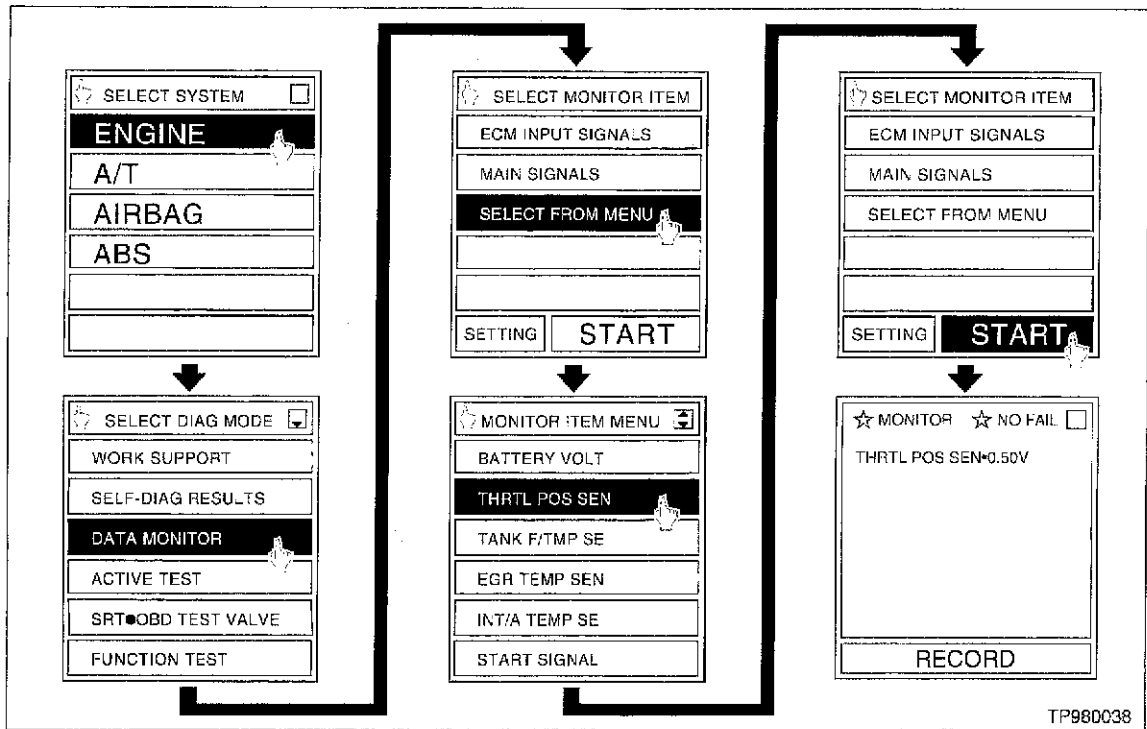 SELECT SYSTEM
ENGINE
A/T
AIRBAG
ABS
SELECT DIAG MODE
WORK SUPPORT
SELF-DIAG RESULTS
DATA MONITOR
ACTIVE TEST
SRT●OBD TEST VALVE
FUNCTION TEST
SELECT MONITOR ITEM
ECM INPUT SIGNALS
MAIN SIGNALS
SELECT FROM MENU
SETTING START
MONITOR ITEM MENU
BATTERY VOLT
THRTL POS SEN
TANK F/TMP SE
EGR TEMP SEN
INT/A TEMP SE
START SIGNAL
SELECT MONITOR ITEM
ECM INPUT SIGNALS
MAIN SIGNALS
SELECT FROM MENU
SETTING START
☆ MONITOR ☆ NO FAIL
THRTL POS SEN•0.50V
RECORD
TP980038